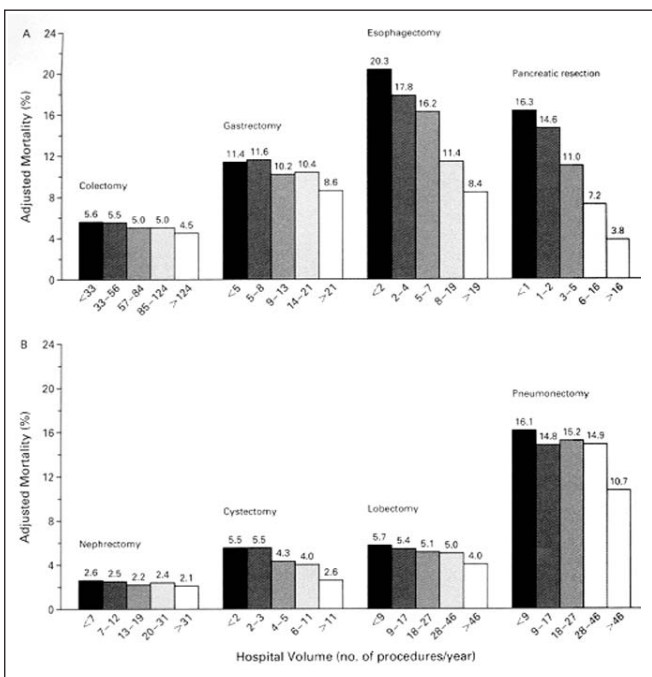 A
Adjusted Mortality (%)
24
20
16
12
8
4
0
Colectomy
5.6 5.5 5.0 5.0 4.5
<33 33–56 57–84 85–124 >124
Gastrectomy
11.4 11.6 10.2 10.4 8.6
<5 5–8 9–13 14–21 >21
Esophagectomy
20.3 17.8 16.2 11.4 8.4
<2 2–4 5–7 8–19 >19
Pancreatic resection
16.3 14.6 11.0 7.2 3.8
<1 1–2 3–5 6–16 >16
B
Adjusted Mortality (%)
24
20
16
12
8
4
0
Nephrectomy
2.6 2.5 2.2 2.4 2.1
<7 7–12 13–19 20–31 >31
Cystectomy
5.5 5.5 4.3 4.0 2.6
<2 2–3 4–5 6–11 >11
Lobectomy
5.7 5.4 5.1 5.0 4.0
<9 9–17 18–27 28–46 >46
Pneumonectomy
16.1 14.8 15.2 14.9 10.7
<9 9–17 18–27 28–46 >46
Hospital Volume (no. of procedures/year)